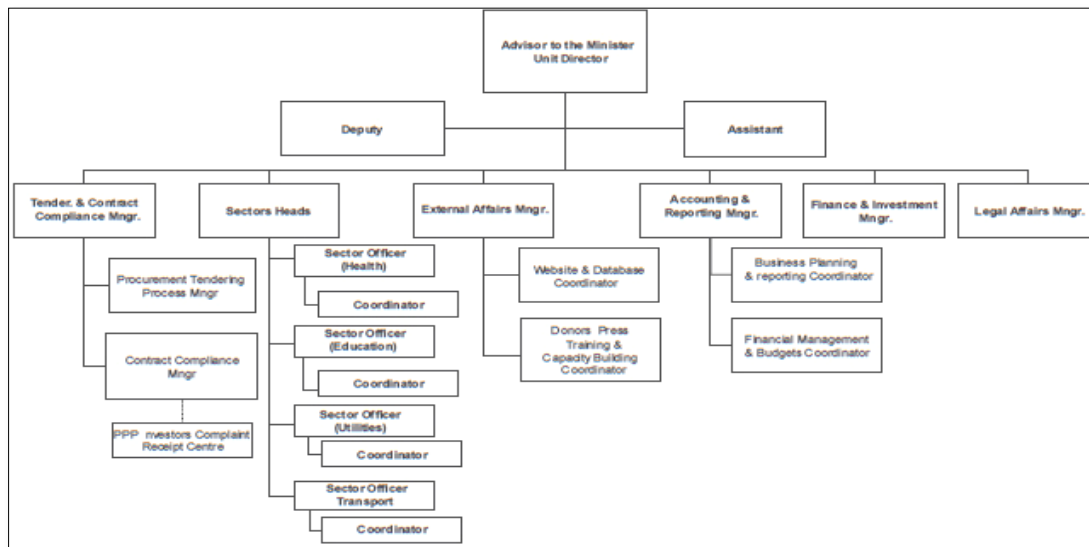 Advisor to the Minister
Unit Director
Deputy
Assistant
Tender. & Contract
Compliance Mngr.
Sectors Heads
External Affairs Mngr.
Accounting &
Reporting Mngr.
Finance & Investment
Mngr.
Legal Affairs Mngr.
Procurement Tendering
Process Mngr
Contract Compliance
Mngr
PPP nvestors Complaint
Receipt Centre
Sector Officer
(Health)
Coordinator
Sector Officer
(Education)
Coordinator
Sector Officer
(Utilities)
Coordinator
Sector Officer
Transport
Coordinator
Website & Database
Coordinator
Donors Press
Training &
Capacity Building
Coordinator
Business Planning
& reporting Coordinator
Financial Management
& Budgets Coordinator